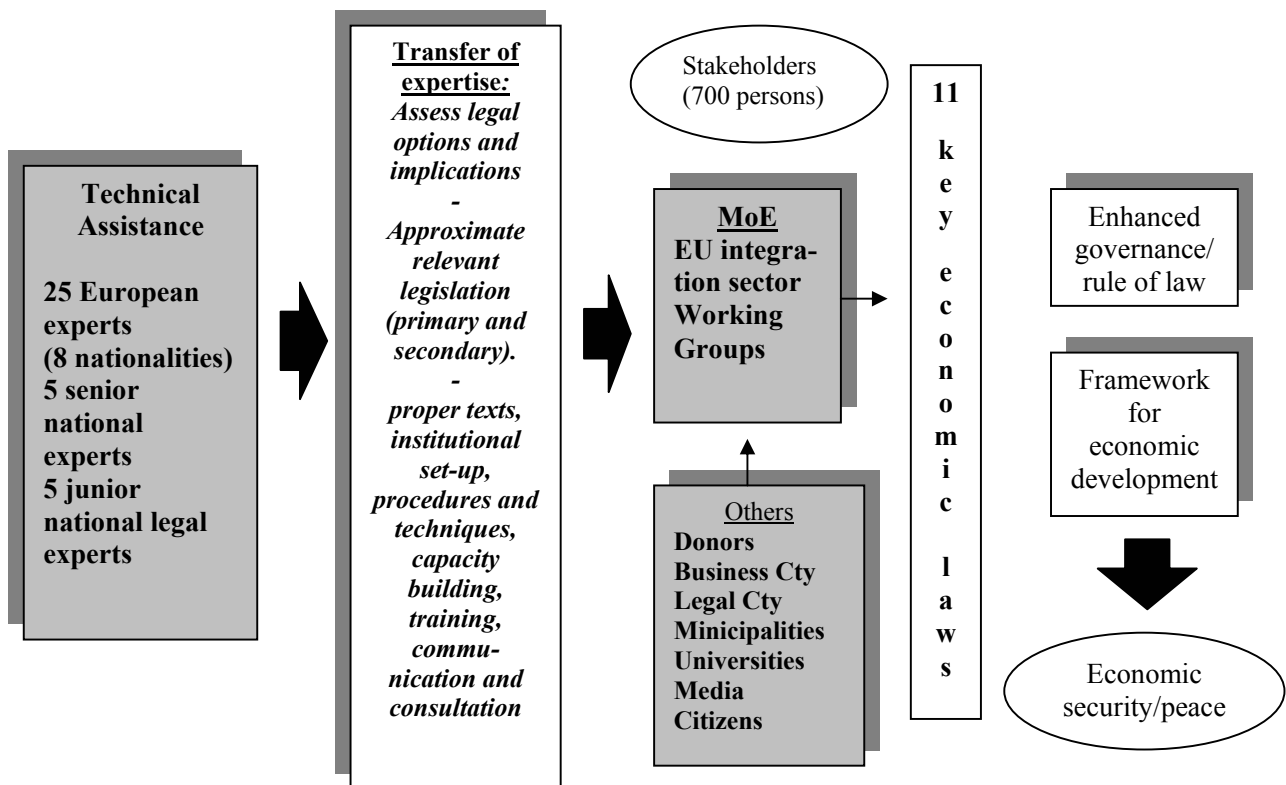 Technical
Assistance
25 European
experts
(8 nationalities)
5 senior
national
experts
5 junior
national legal
experts
Transfer of
expertise:
Assess legal
options and
implications
-
Approximate
relevant
legislation
(primary and
secondary).
-
proper texts,
institutional
set-up,
procedures and
techniques,
capacity
building,
training,
commu-
nication and
consultation
Stakeholders
(700 persons)
MoE
EU integra-
tion sector
Working
Groups
Others
Donors
Business Cty
Legal Cty
Minicipalities
Universities
Media
Citizens
11
k
e
y
e
c
o
n
o
m
i
c
l
a
w
s
Enhanced
governance/
rule of law
Framework
for
economic
development
Economic
security/peace